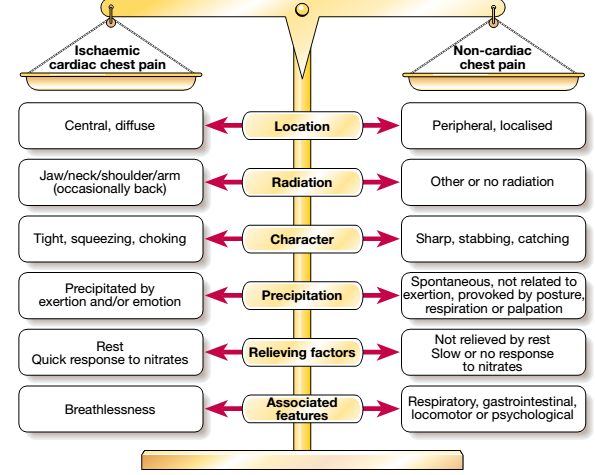 Ischaemic
cardiac chest pain
Non-cardiac
chest pain
Central, diffuse
Location
Peripheral, localised
Jaw/neck/shoulder/arm
(occasionally back)
Radiation
Other or no radiation
Tight, squeezing, choking
Character
Sharp, stabbing, catching
Precipitated by
exertion and/or emotion
Precipitation
Spontaneous, not related to
exertion, provoked by posture,
respiration or palpation
Rest
Quick response to nitrates
Relieving factors
Not relieved by rest
Slow or no response
to nitrates
Breathlessness
Associated
features
Respiratory, gastrointestinal,
locomotor or psychological